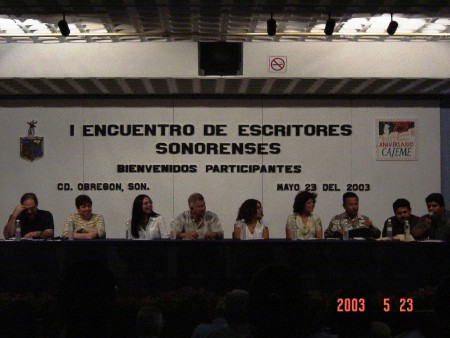 I ENCUENTRO DE ESCRITORES
SONORENSES
BIENVENIDOS PARTICIPANTES
CD. OBREGON, SON.
MAYO 23 DEL 2003
ANIVERSARIO
CAJEME
2003 5 23